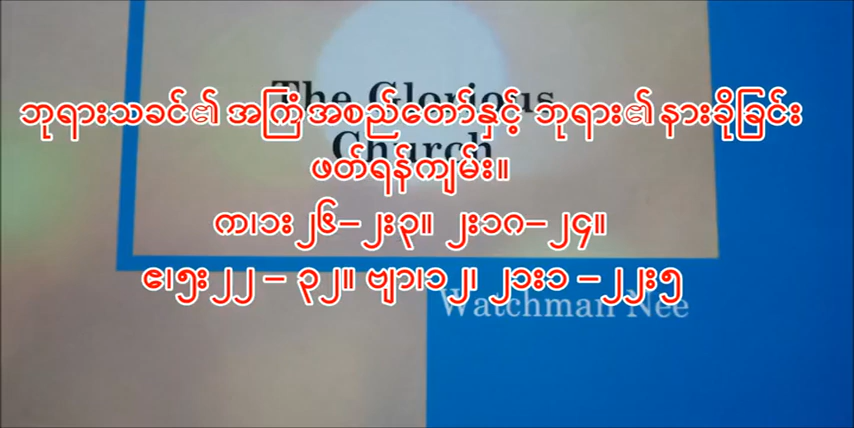 The Glorious
ဘုရားသခင်၏ အကြံအစည်တော်နှင့် ဘုရား၏ နားခိုခြင်း
Church
ဖတ်ရန်ကျမ်း။
က၊၁း၂၆–၂း၃။ ၂း၁၈–၂၄။
ဧ၊၅း၂၂ – ၃၂။ ဗျာ၊၁၂၊ ၂၁း၁ –၂၂း၅
Watchman Nee